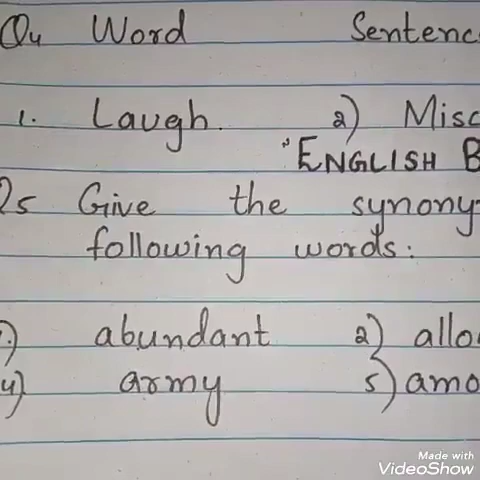 Q4 Word Sentenc
1. Laugh. 2) Misc
"ENGLISH B
Q5 Give the synony
following words:
1.) abundant 2) allo
4) army 5) amo
Made with
VideoShow